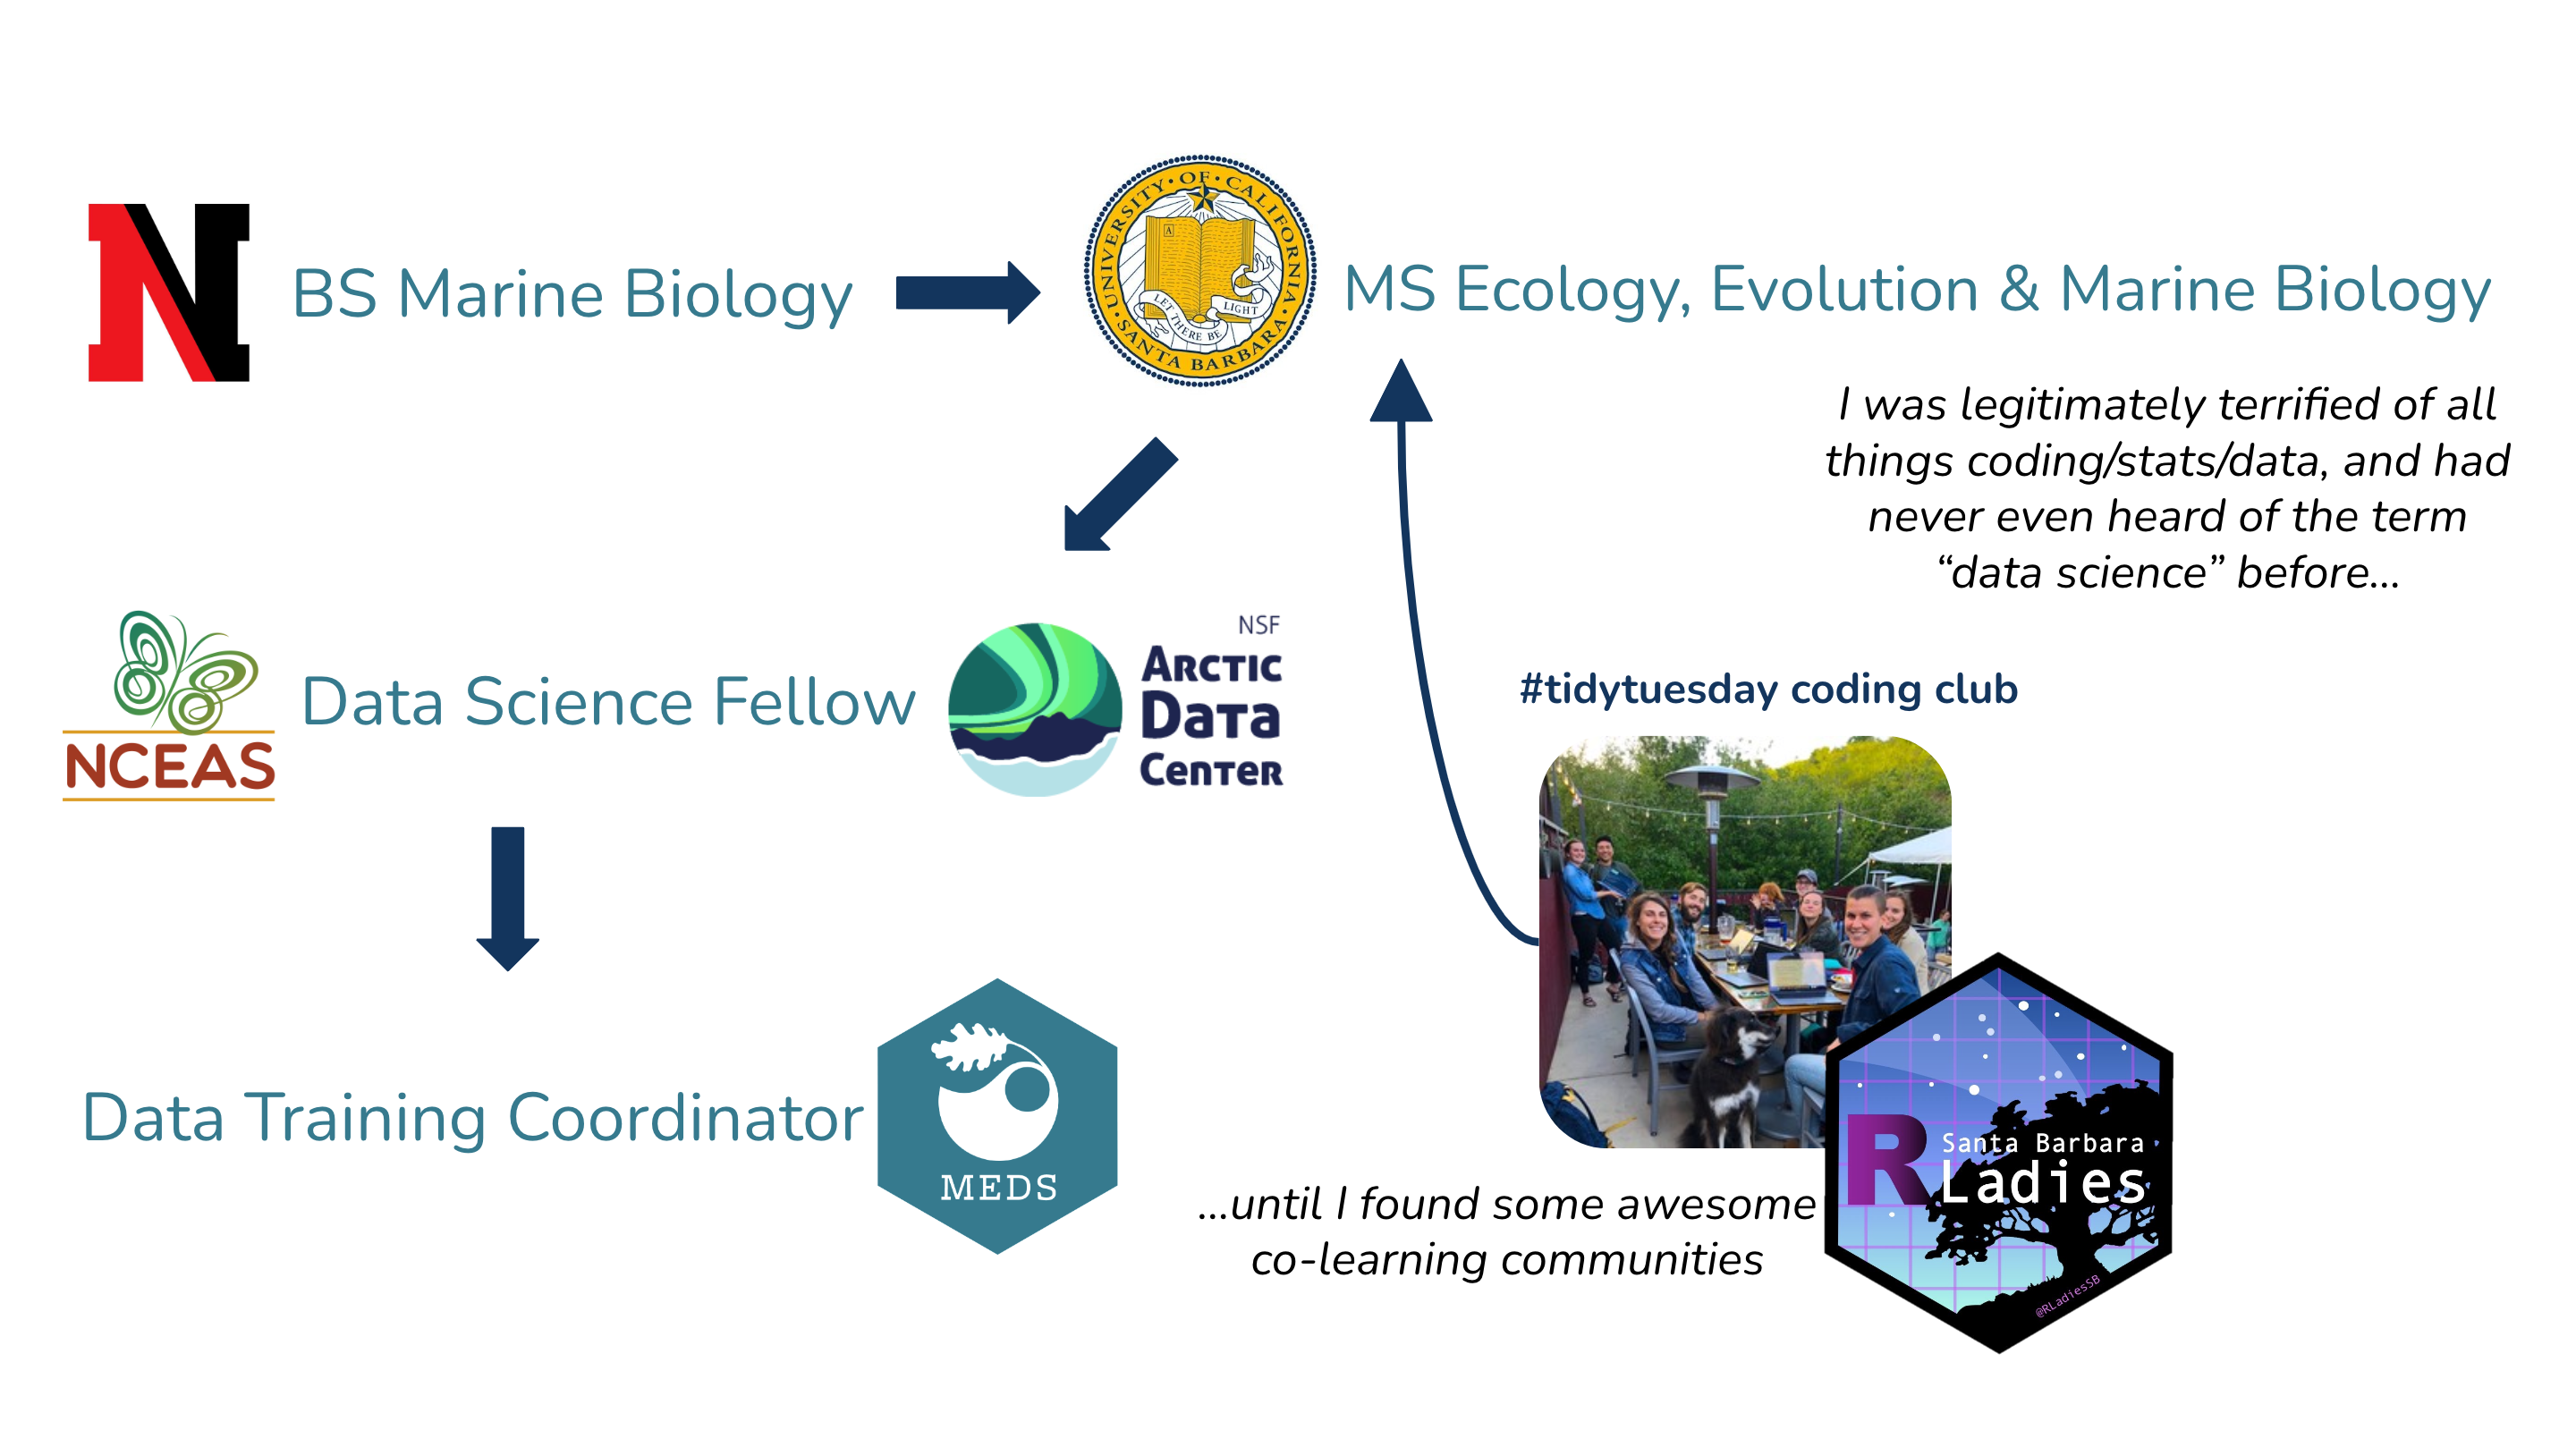 N
BS Marine Biology
UNIVERSITY · OF · CALIFORNIA · SANTA BARBARA ·
A
LET THERE BE LIGHT
MS Ecology, Evolution & Marine Biology
I was legitimately terrified of all
things coding/stats/data, and had
never even heard of the term
“data science” before...
NCEAS
Data Science Fellow
NSF
ARCTIC
DATA
CENTER
#tidytuesday coding club
Data Training Coordinator
MEDS
...until I found some awesome
co-learning communities
R
Santa Barbara
Ladies
@RLadiesSB